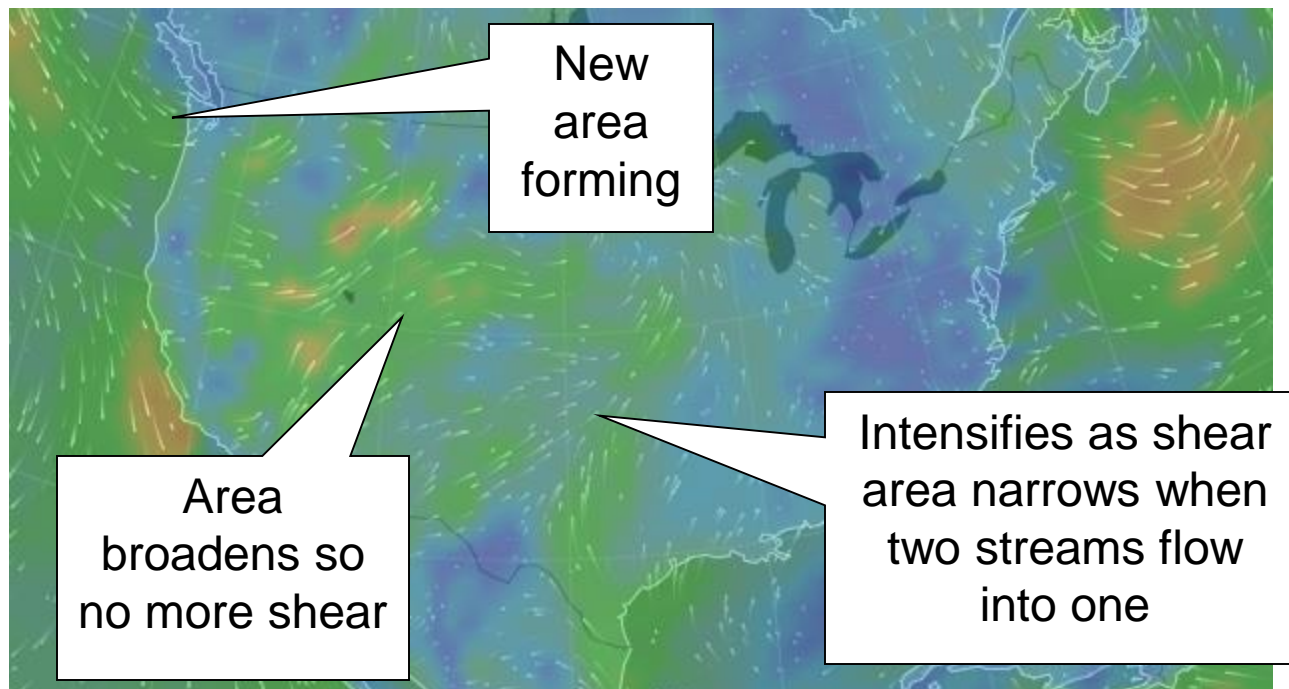 New
area
forming
Area
broadens so
no more shear
Intensifies as shear
area narrows when
two streams flow
into one